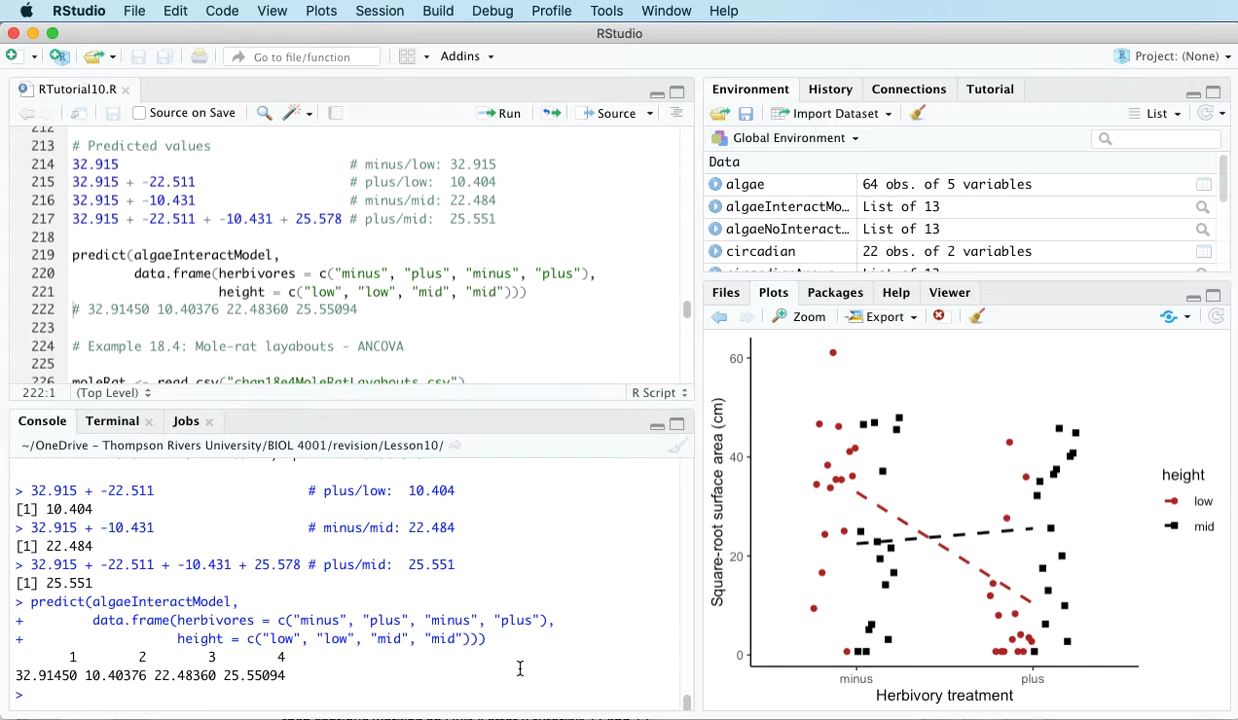 RStudio File Edit Code View Plots Session Build Debug Profile Tools Window Help
RStudio
Go to file/function Addins Project: (None)
RTutorial10.R
Source on Save Run Source
212
213 # Predicted values
214 32.915 # minus/low: 32.915
215 32.915 + -22.511 # plus/low: 10.404
216 32.915 + -10.431 # minus/mid: 22.484
217 32.915 + -22.511 + -10.431 + 25.578 # plus/mid: 25.551
218
219 predict(algaeInteractModel,
220 data.frame(herbivores = c("minus", "plus", "minus", "plus"),
221 height = c("low", "low", "mid", "mid")))
222 # 32.91450 10.40376 22.48360 25.55094
223
224 # Example 18.4: Mole-rat layabouts - ANCOVA
225
226 moleRat <- read.csv("chap18e4MoleRatLayabouts.csv")
222:1 (Top Level) R Script
Console Terminal Jobs
~/OneDrive - Thompson Rivers University/BIOL 4001/revision/Lesson10/
> 32.915 + -22.511 # plus/low: 10.404
[1] 10.404
> 32.915 + -10.431 # minus/mid: 22.484
[1] 22.484
> 32.915 + -22.511 + -10.431 + 25.578 # plus/mid: 25.551
[1] 25.551
> predict(algaeInteractModel,
+ data.frame(herbivores = c("minus", "plus", "minus", "plus"),
+ height = c("low", "low", "mid", "mid")))
1 2 3 4
32.91450 10.40376 22.48360 25.55094
>
Environment History Connections Tutorial
Import Dataset List
Global Environment
Data
algae 64 obs. of 5 variables
algaeInteractMo… List of 13
algaeNoInteract… List of 13
circadian 22 obs. of 2 variables
Files Plots Packages Help Viewer
Zoom Export
60
40
20
0
Square-root surface area (cm)
minus plus
Herbivory treatment
height
low
mid